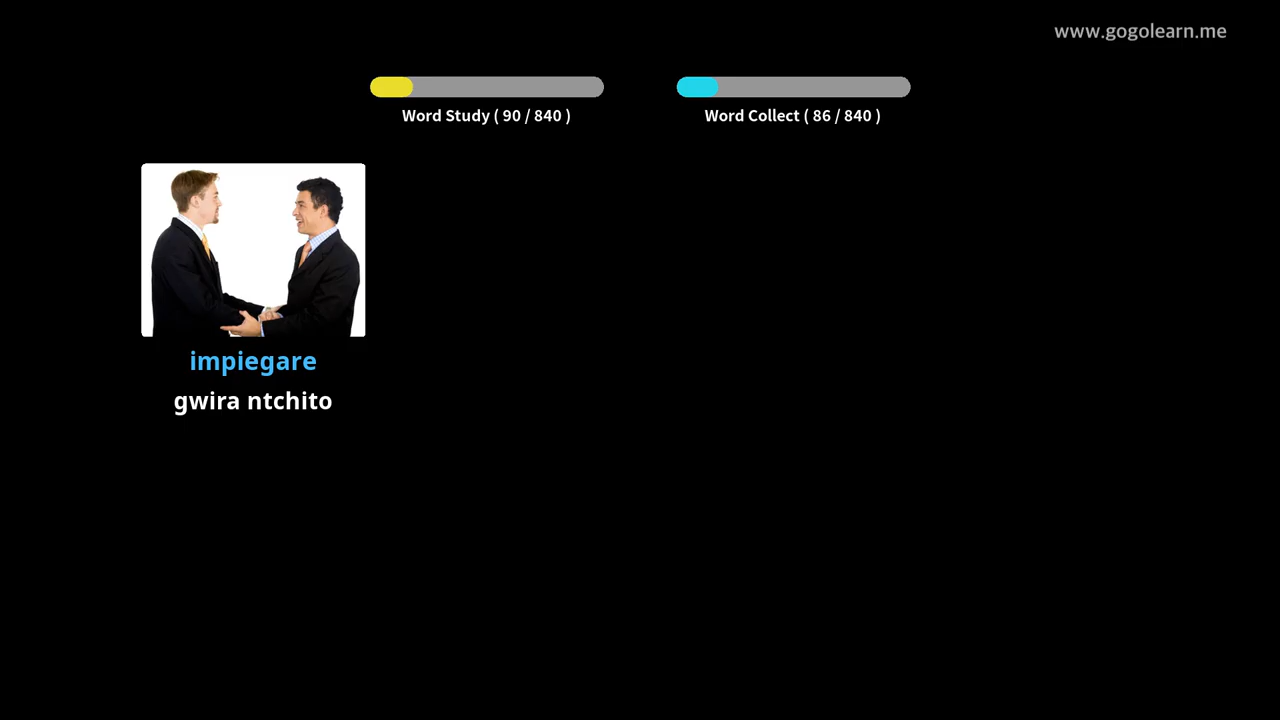 www.gogolearn.me
Word Study ( 90 / 840 )
Word Collect ( 86 / 840 )
impiegare
gwira ntchito